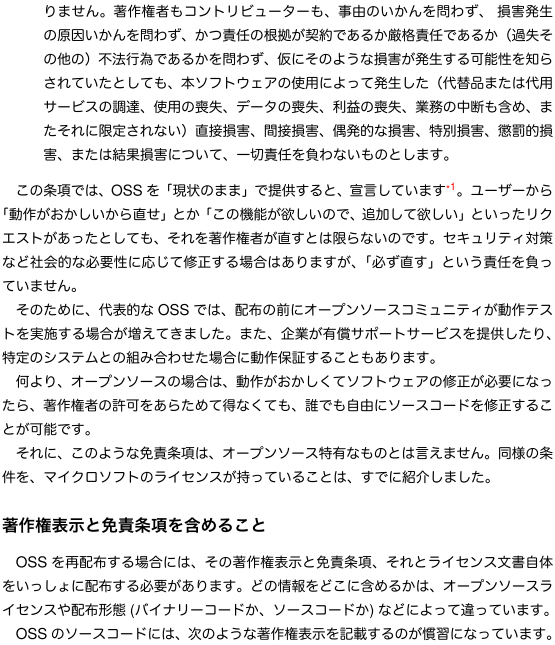 りません。著作権者もコントリビューターも、事由のいかんを問わず、 損害発生
の原因いかんを問わず、かつ責任の根拠が契約であるか厳格責任であるか（過失そ
の他の）不法行為であるかを問わず、仮にそのような損害が発生する可能性を知ら
されていたとしても、本ソフトウェアの使用によって発生した（代替品または代用
サービスの調達、使用の喪失、データの喪失、利益の喪失、業務の中断も含め、ま
たそれに限定されない）直接損害、間接損害、偶発的な損害、特別損害、懲罰的損
害、または結果損害について、一切責任を負わないものとします。
この条項では、OSS を「現状のまま」で提供すると、宣言しています*1。ユーザーから
「動作がおかしいから直せ」とか「この機能が欲しいので、追加して欲しい」といったリク
エストがあったとしても、それを著作権者が直すとは限らないのです。セキュリティ対策
など社会的な必要性に応じて修正する場合はありますが、「必ず直す」という責任を負っ
ていません。
そのために、代表的な OSS では、配布の前にオープンソースコミュニティが動作テス
トを実施する場合が増えてきました。また、企業が有償サポートサービスを提供したり、
特定のシステムとの組み合わせた場合に動作保証することもあります。
何より、オープンソースの場合は、動作がおかしくてソフトウェアの修正が必要になっ
たら、著作権者の許可をあらためて得なくても、誰でも自由にソースコードを修正するこ
とが可能です。
それに、このような免責条項は、オープンソース特有なものとは言えません。同様の条
件を、マイクロソフトのライセンスが持っていることは、すでに紹介しました。
著作権表示と免責条項を含めること
OSS を再配布する場合には、その著作権表示と免責条項、それとライセンス文書自体
をいっしょに配布する必要があります。どの情報をどこに含めるかは、オープンソースラ
イセンスや配布形態 (バイナリーコードか、ソースコードか) などによって違っています。
OSS のソースコードには、次のような著作権表示を記載するのが慣習になっています。